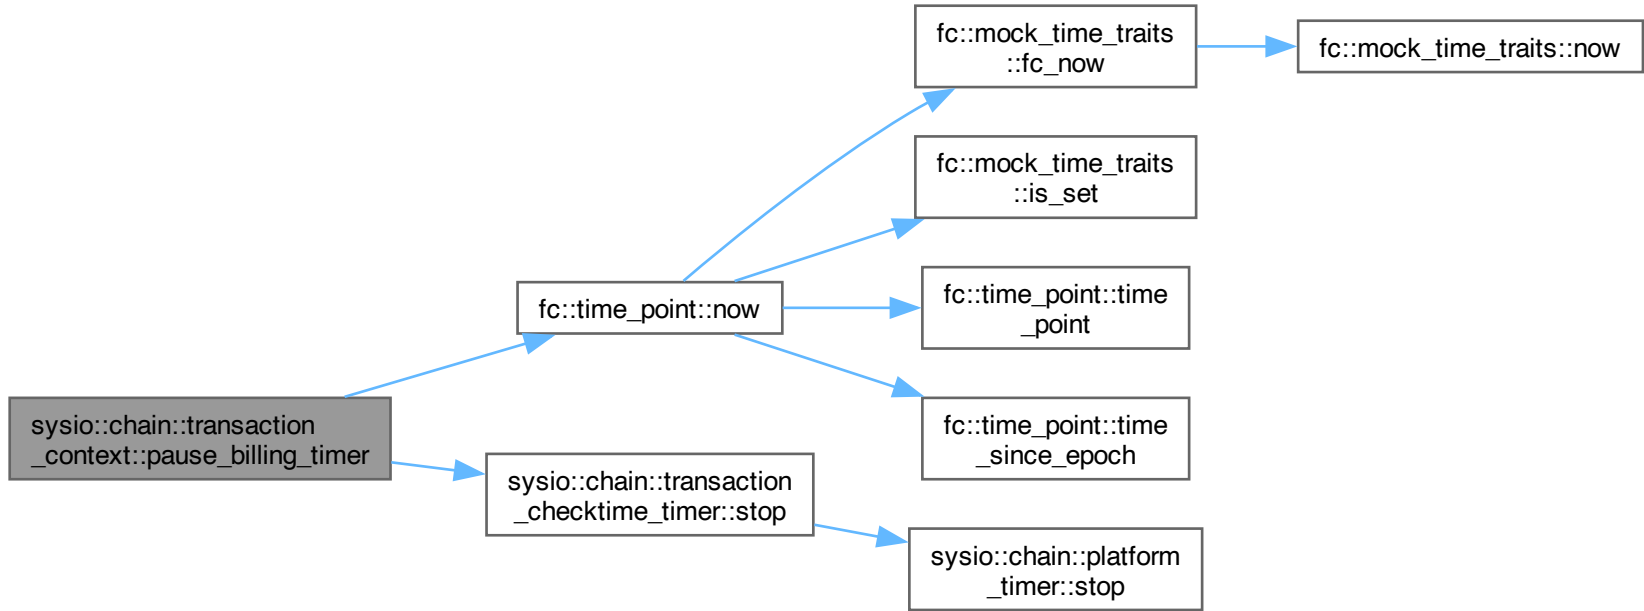 fc::mock_time_traits
::fc_now
fc::mock_time_traits::now
fc::mock_time_traits
::is_set
fc::time_point::now
fc::time_point::time
_point
sysio::chain::transaction
_context::pause_billing_timer
fc::time_point::time
_since_epoch
sysio::chain::transaction
_checktime_timer::stop
sysio::chain::platform
_timer::stop